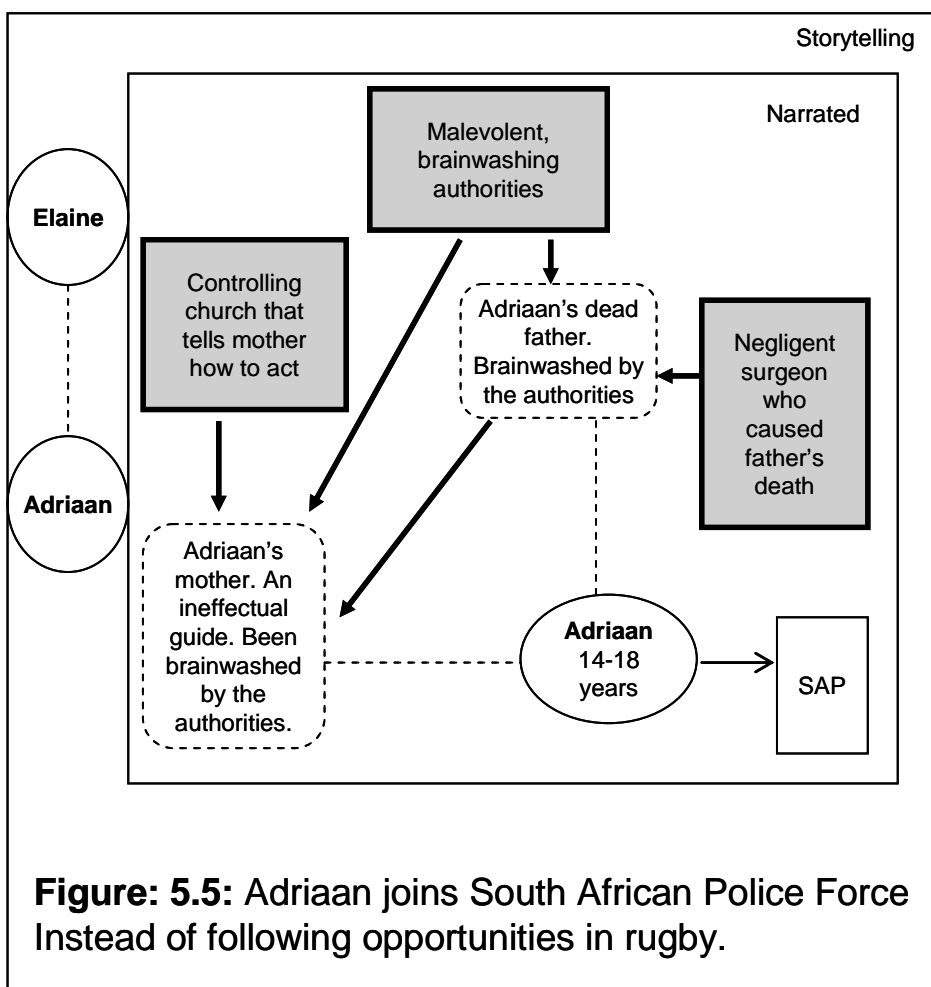 Storytelling
Narrated
Malevolent,
brainwashing
authorities
Elaine
Controlling
church that
tells mother
how to act
Adriaan’s dead
father.
Brainwashed by
the authorities
Negligent
surgeon
who
caused
father’s
death
Adriaan
Adriaan’s
mother. An
ineffectual
guide. Been
brainwashed
by the
authorities.
Adriaan
14-18
years
SAP
Figure: 5.5: Adriaan joins South African Police Force
Instead of following opportunities in rugby.